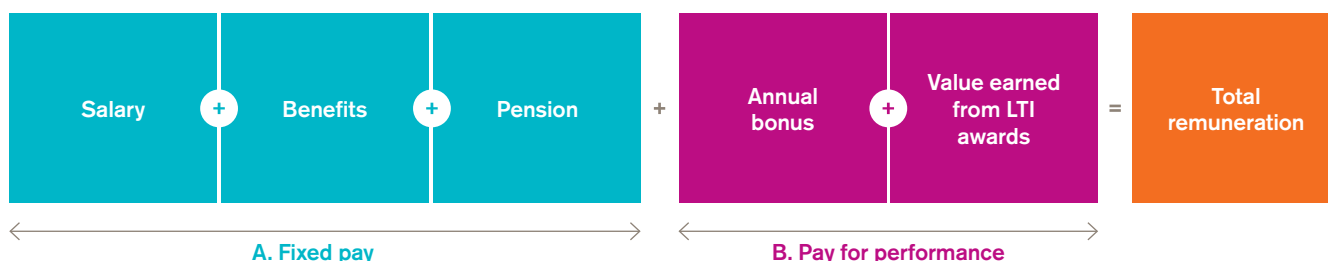 Salary + Benefits + Pension + Annual bonus + Value earned from LTI awards = Total remuneration
A. Fixed pay
B. Pay for performance